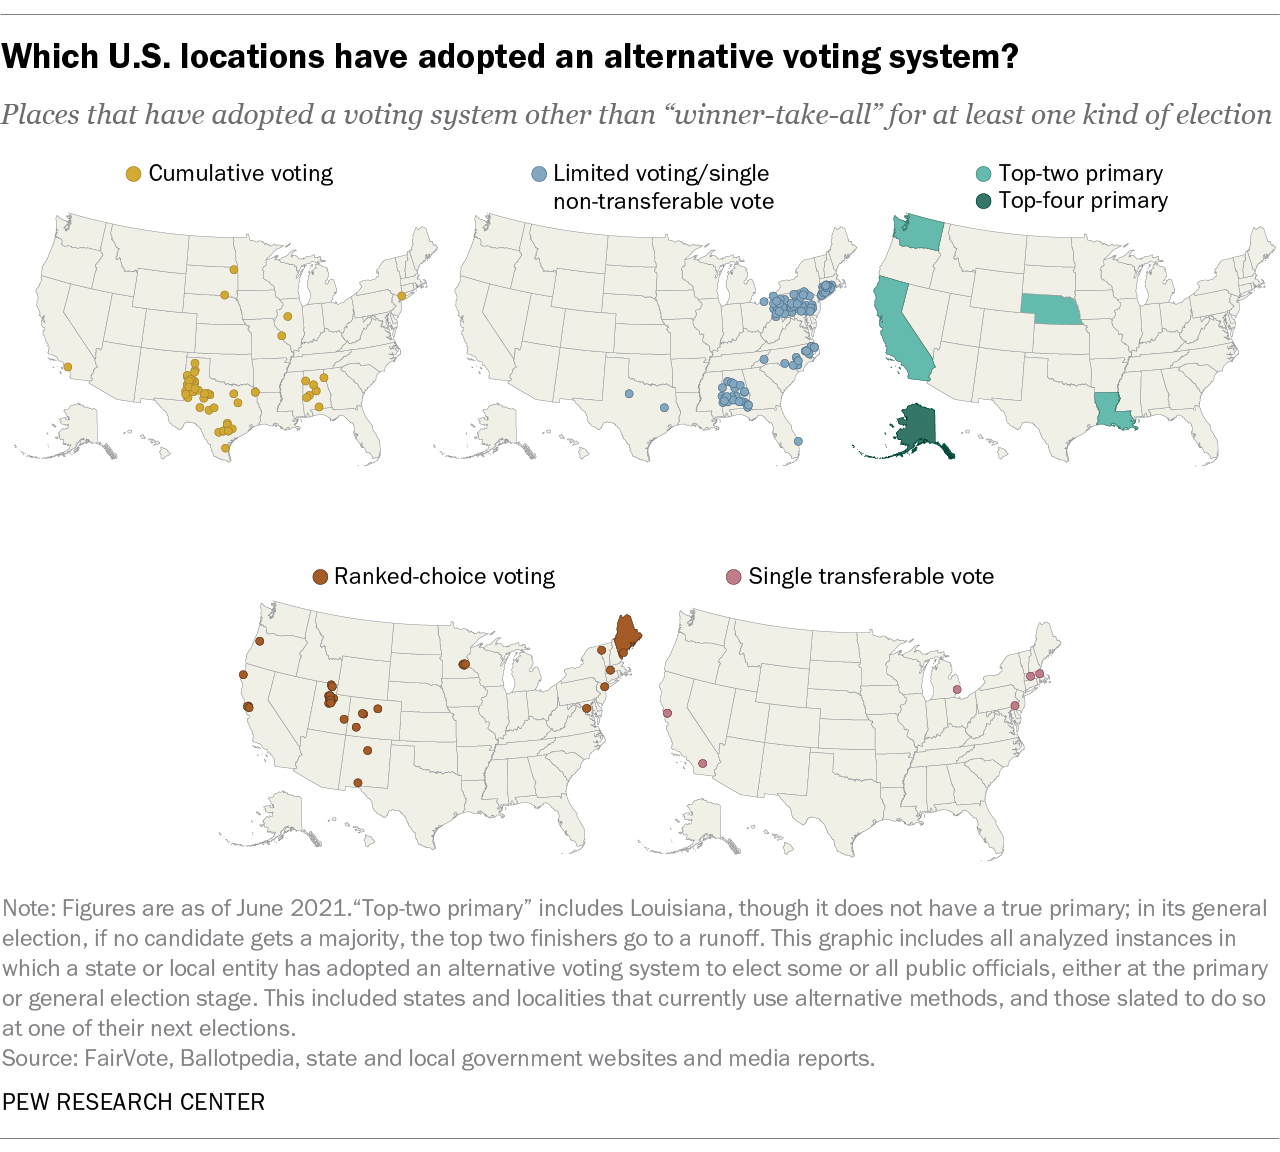 Which U.S. locations have adopted an alternative voting system?
Places that have adopted a voting system other than “winner-take-all” for at least one kind of election
Cumulative voting
Limited voting/single
non-transferable vote
Top-two primary
Top-four primary
Ranked-choice voting
Single transferable vote
Note: Figures are as of June 2021.“Top-two primary” includes Louisiana, though it does not have a true primary; in its general
election, if no candidate gets a majority, the top two finishers go to a runoff. This graphic includes all analyzed instances in
which a state or local entity has adopted an alternative voting system to elect some or all public officials, either at the primary
or general election stage. This included states and localities that currently use alternative methods, and those slated to do so
at one of their next elections.
Source: FairVote, Ballotpedia, state and local government websites and media reports.
PEW RESEARCH CENTER